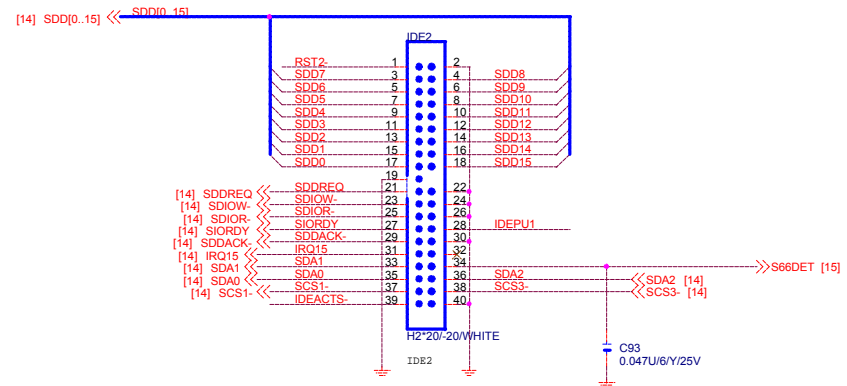 [14] SDD[0..15] SDD[0..15]
IDE2
RST2- 1 2
SDD7 3 4 SDD8
SDD6 5 6 SDD9
SDD5 7 8 SDD10
SDD4 9 10 SDD11
SDD3 11 12 SDD12
SDD2 13 14 SDD13
SDD1 15 16 SDD14
SDD0 17 18 SDD15
19
[14] SDDREQ SDDREQ 21 22
[14] SDIOW- SDIOW- 23 24
[14] SDIOR- SDIOR- 25 26
[14] SIORDY SIORDY 27 28 IDEPU1
[14] SDDACK- SDDACK- 29 30
[14] IRQ15 IRQ15 31 32
[14] SDA1 SDA1 33 34 S66DET [15]
[14] SDA0 SDA0 35 36 SDA2 SDA2 [14]
[14] SCS1- SCS1- 37 38 SCS3- SCS3- [14]
IDEACTS- 39 40
H2*20/-20/WHITE
IDE2
C93
0.047U/6/Y/25V